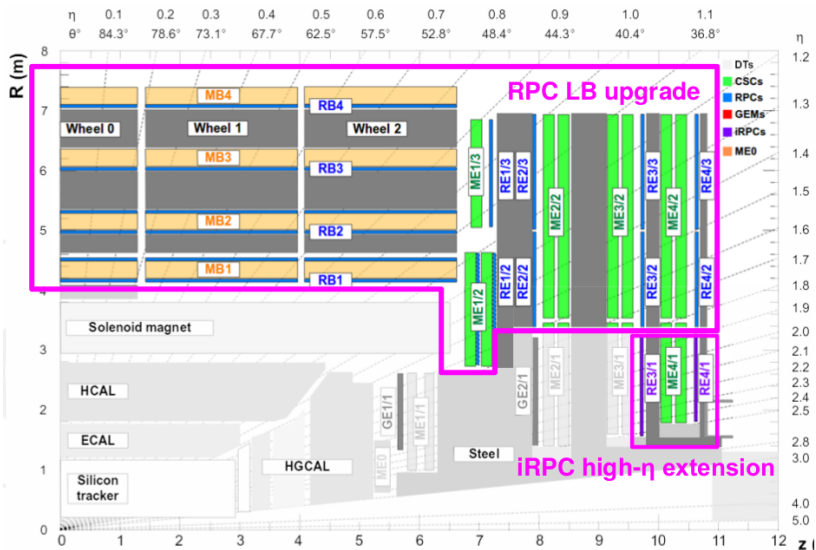 η 0.1 0.2 0.3 0.4 0.5 0.6 0.7 0.8 0.9 1.0 1.1
θ° 84.3° 78.6° 73.1° 67.7° 62.5° 57.5° 52.8° 48.4° 44.3° 40.4° 36.8° η
R (m)
8
7
6
5
4
3
2
1
0
1.2
1.3
1.4
1.5
1.6
1.7
1.8
1.9
2.0
2.1
2.2
2.3
2.4
2.5
2.8
3.0
4.0
5.0
DTs
CSCs
RPCs
GEMs
iRPCs
ME0
RPC LB upgrade
MB4
RB4
Wheel 0 Wheel 1 Wheel 2
MB3
RB3
MB2
RB2
MB1
RB1
ME1/3
RE1/3
RE2/3
ME2/2
ME3/2
RE3/3
ME4/2
RE4/3
ME1/2
RE1/2
RE2/2
RE3/2
RE4/2
Solenoid magnet
HCAL
ECAL
Silicon
tracker
HGCAL
ME0
GE1/1
ME1/1
Steel
GE2/1
ME2/1
ME3/1
RE3/1
ME4/1
RE4/1
iRPC high-η extension
0 1 2 3 4 5 6 7 8 9 10 11 12
z (